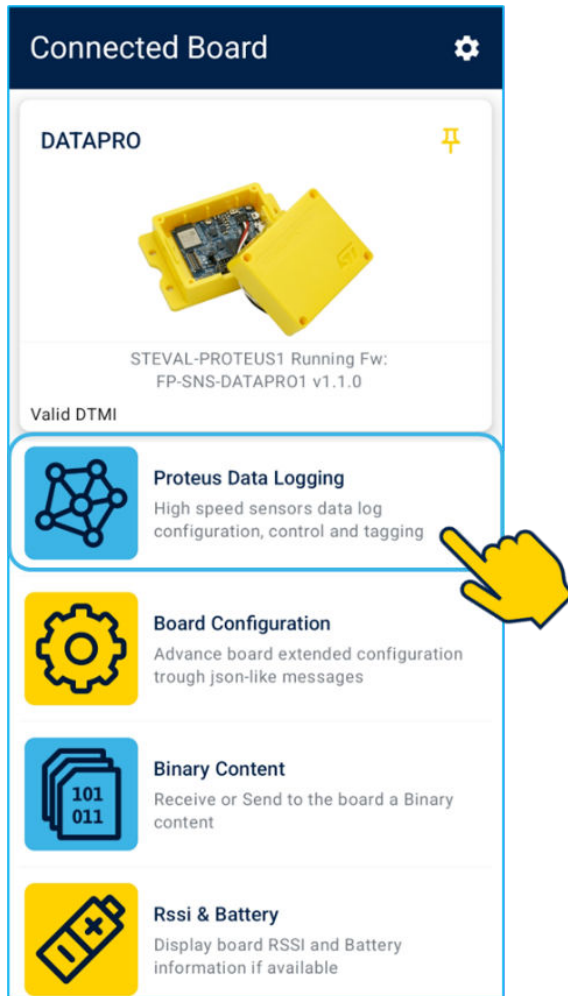 Connected Board
DATAPRO
STEVAL-PROTEUS1 Running Fw:
FP-SNS-DATAPRO1 v1.1.0
Valid DTMI
Proteus Data Logging
High speed sensors data log
configuration, control and tagging
Board Configuration
Advance board extended configuration
trough json-like messages
101
011
Binary Content
Receive or Send to the board a Binary
content
Rssi & Battery
Display board RSSI and Battery
information if available